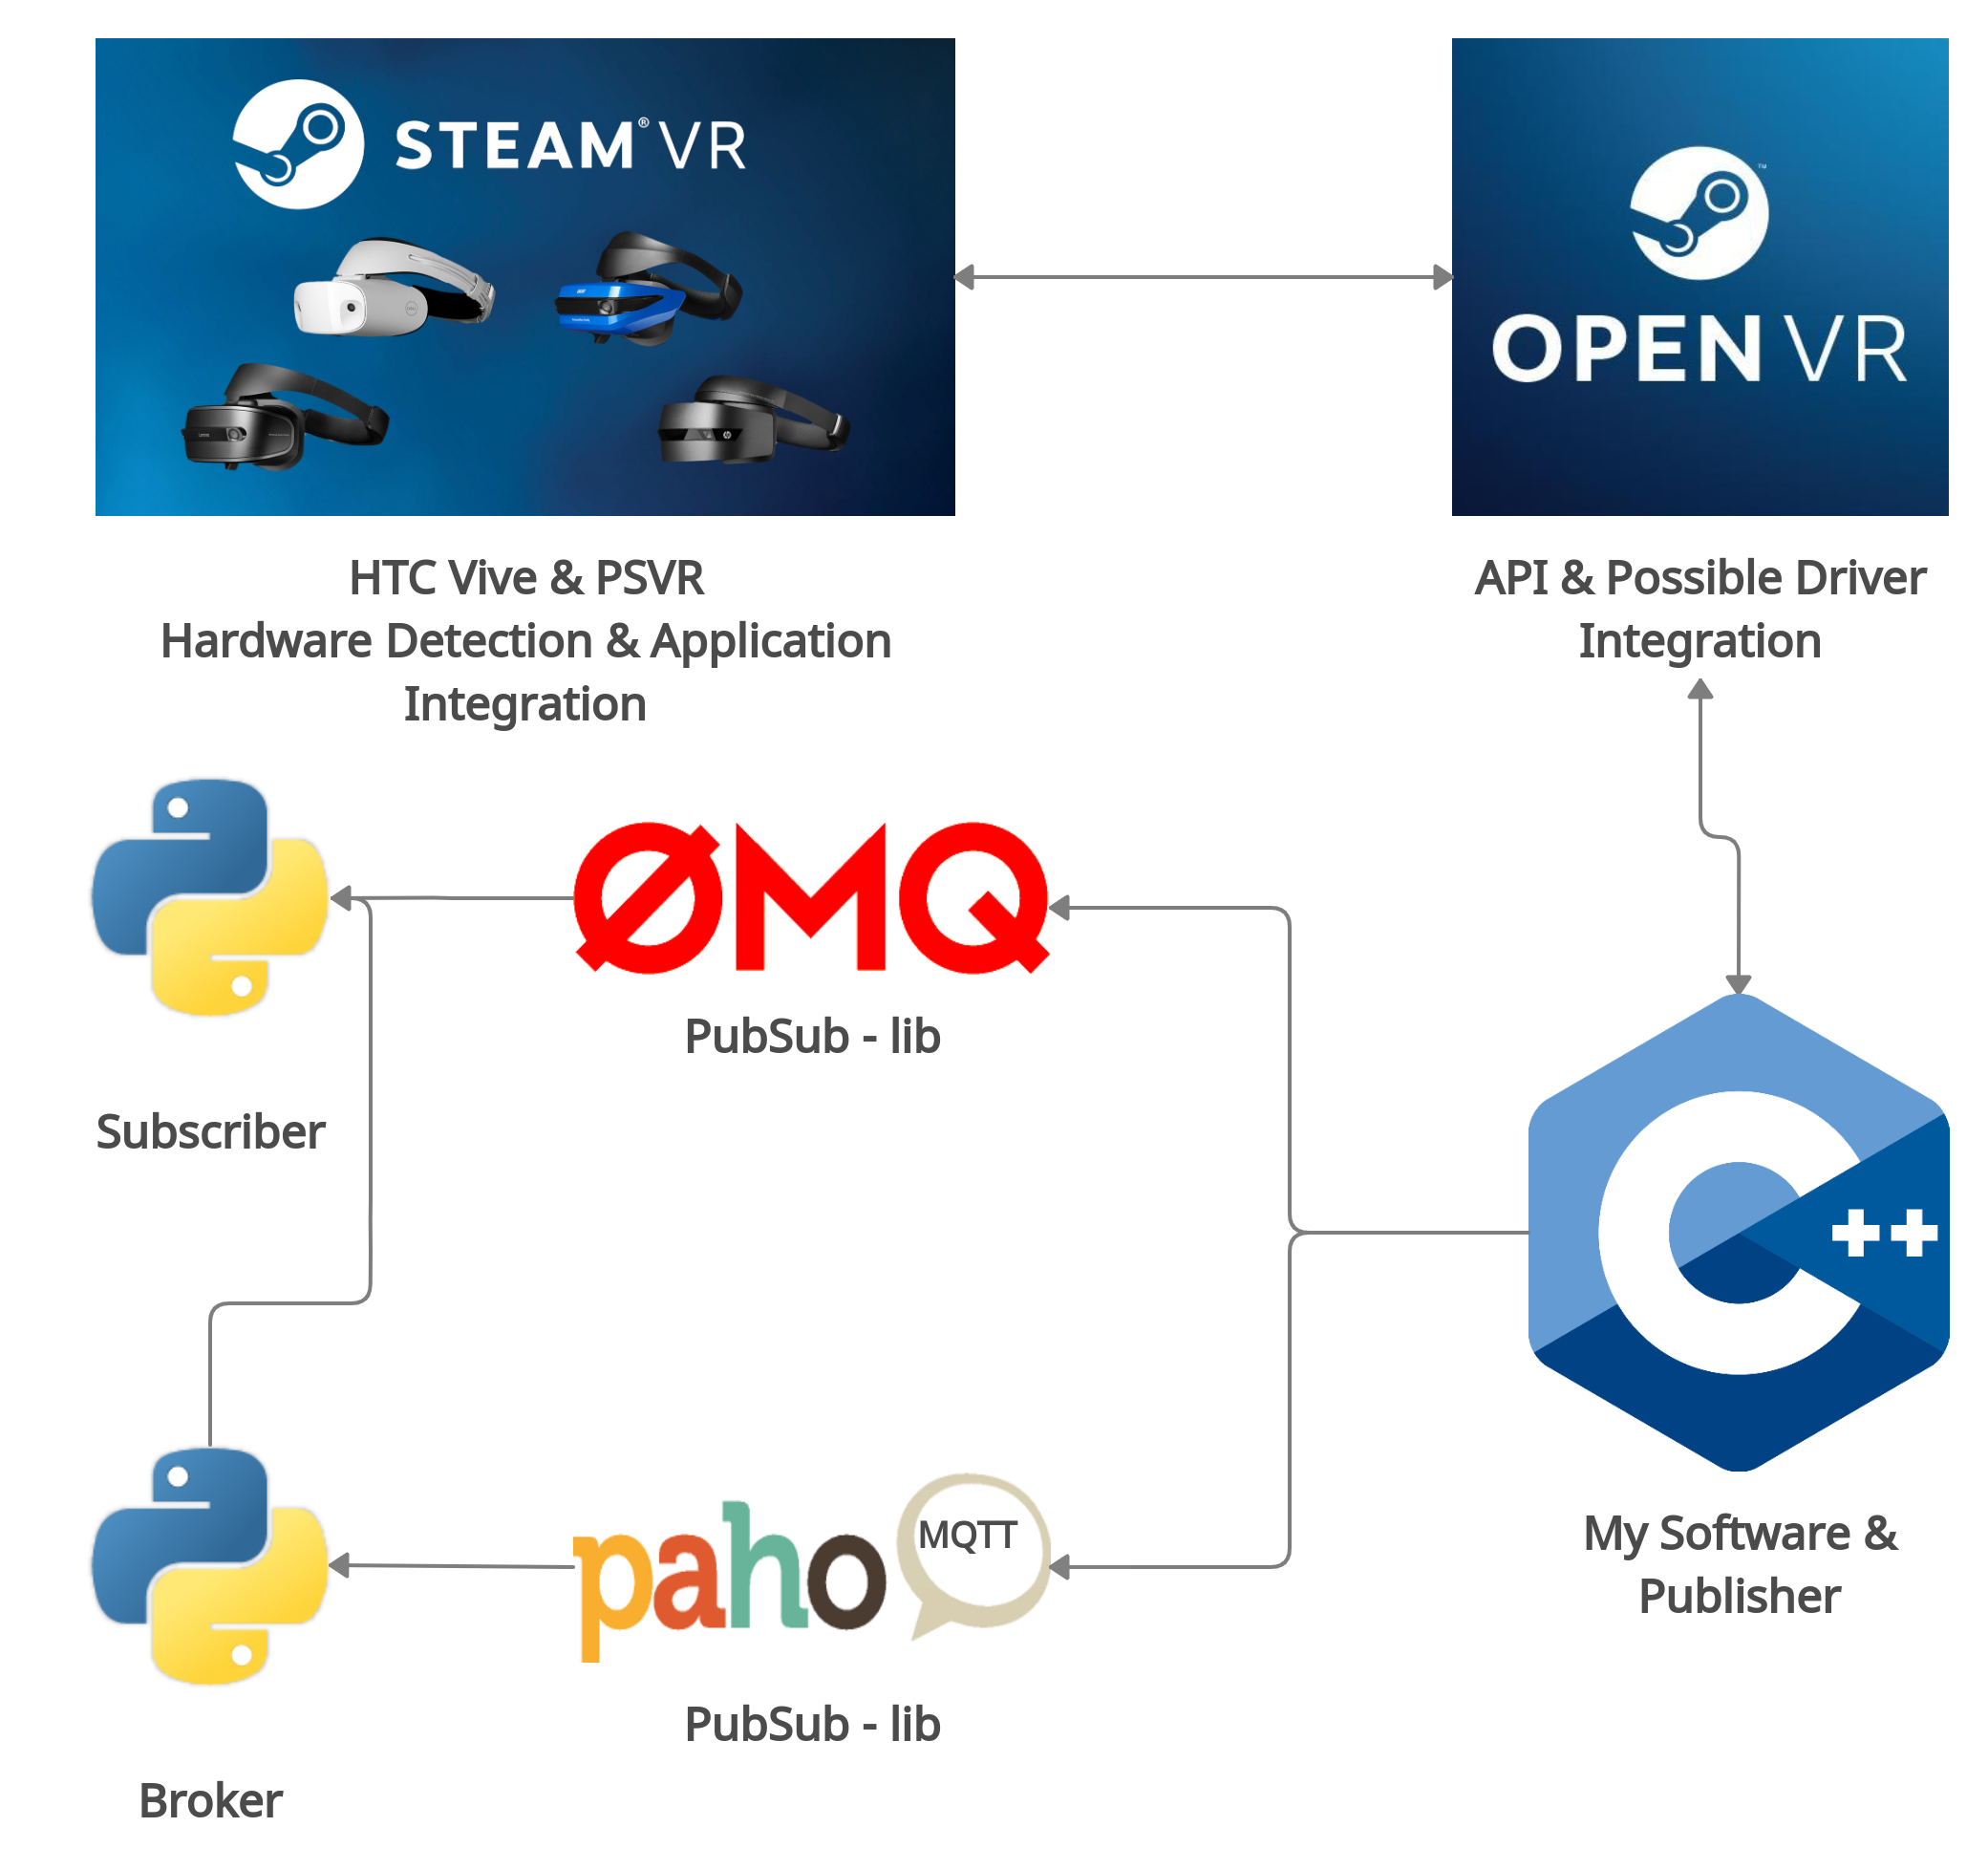 STEAM® VR
OPEN VR™
HTC Vive & PSVR
Hardware Detection & Application
Integration
API & Possible Driver
Integration
ØMQ
PubSub - lib
Subscriber
++
paho
MQTT
My Software &
Publisher
PubSub - lib
Broker